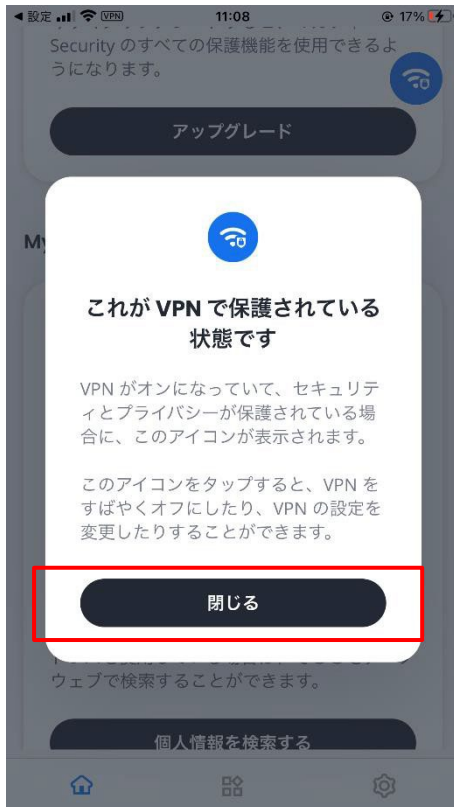 ◀ 設定 VPN 11:08 17%
Security のすべての保護機能を使用できるよ
うになります。
アップグレード
My
これが VPN で保護されている
状態です
VPN がオンになっていて、セキュリテ
ィとプライバシーが保護されている場
合に、このアイコンが表示されます。
このアイコンをタップすると、VPN を
すばやくオフにしたり、VPN の設定を
変更したりすることができます。
閉じる
ウェブで検索することができます。
個人情報を検索する